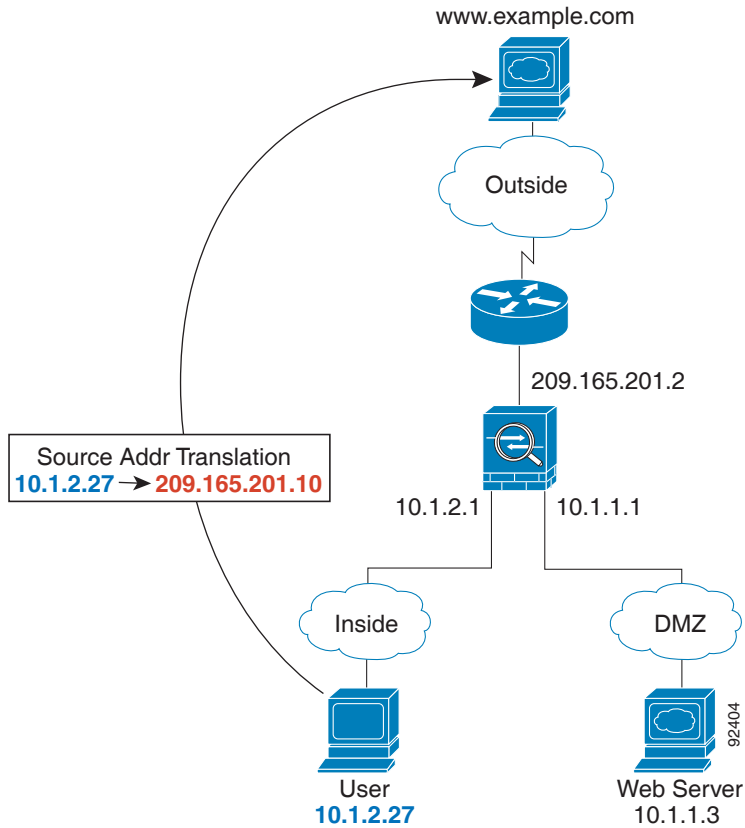 www.example.com
Outside
209.165.201.2
Source Addr Translation
10.1.2.27 209.165.201.10
10.1.2.1
10.1.1.1
Inside
DMZ
92404
User
10.1.2.27
Web Server
10.1.1.3